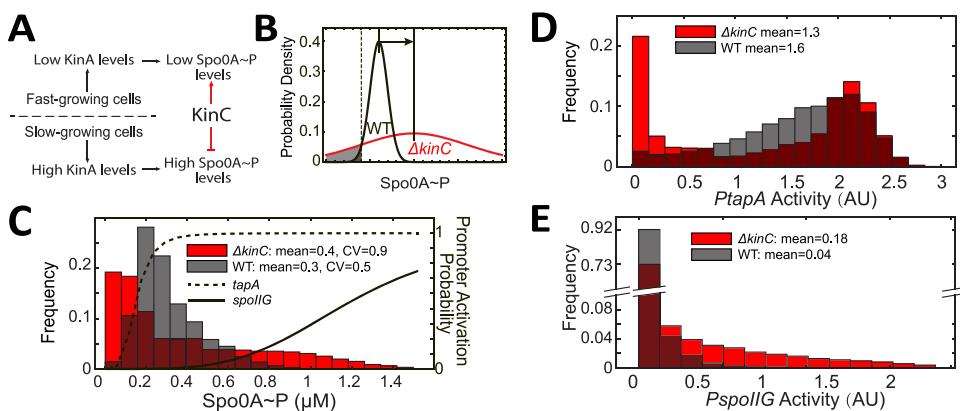 A
Low KinA levels
Low Spo0A~P
levels
Fast-growing cells
KinC
Slow-growing cells
High KinA levels
High Spo0A~P
levels
B
Probability Density
0.4
0.3
0.2
0.1
0
WT
ΔkinC
Spo0A~P
C
Frequency
0.2
0.1
0
ΔkinC: mean=0.4, CV=0.9
WT: mean=0.3, CV=0.5
tapA
spoIIG
1
0
Promoter Activation
Probability
0 0.2 0.4 0.6 0.8 1.0 1.2 1.4
Spo0A~P (μM)
D
Frequency
0.2
0.1
0
ΔkinC mean=1.3
WT mean=1.6
0 0.5 1 1.5 2 2.5 3
PtapA Activity (AU)
E
Frequency
0.92
0.73
0.04
0
ΔkinC: mean=0.18
WT: mean=0.04
0 0.5 1 2
PspoIIG Activity (AU)